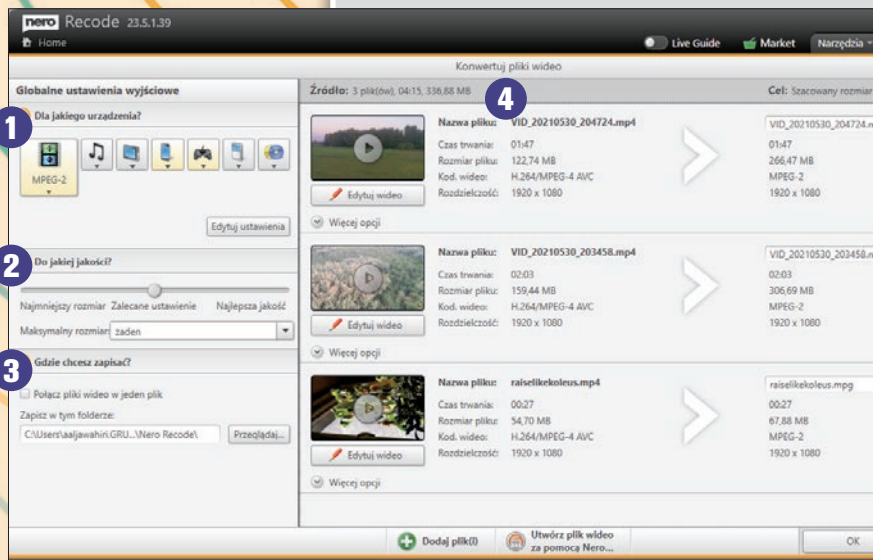 nero Recode 23.5.1.39
Home
Live Guide
Market
Narzędzia
Konwertuj pliki wideo
Globalne ustawienia wyjściowe
1
Dla jakiego urządzenia?
MPEG-2
Edytuj ustawienia
2
Do jakiej jakości?
Najmniejszy rozmiar Zalecane ustawienie Najlepsza jakość
Maksymalny rozmiar: żaden
3
Gdzie chcesz zapisać?
Połącz pliki wideo w jeden plik
Zapisz w tym folderze:
C:\Users\aaljawahiri.GRU...\Nero Recode\ Przeglądaj...
Źródło: 3 plik(ów), 04:15, 336,88 MB
4
Cel: Szacowany rozmiar
Nazwa pliku: VID_20210530_204724.mp4
Czas trwania: 01:47
Rozmiar pliku: 122,74 MB
Kod. wideo: H.264/MPEG-4 AVC
Rozdzielczość: 1920 x 1080
Edytuj wideo
Więcej opcji
VID_20210530_204724.m
01:47
266,47 MB
MPEG-2
1920 x 1080
Nazwa pliku: VID_20210530_203458.mp4
Czas trwania: 02:03
Rozmiar pliku: 159,44 MB
Kod. wideo: H.264/MPEG-4 AVC
Rozdzielczość: 1920 x 1080
Edytuj wideo
Więcej opcji
VID_20210530_203458.m
02:03
306,69 MB
MPEG-2
1920 x 1080
Nazwa pliku: raiselikekoleus.mp4
Czas trwania: 00:27
Rozmiar pliku: 54,70 MB
Kod. wideo: H.264/MPEG-4 AVC
Rozdzielczość: 1920 x 1080
Edytuj wideo
Więcej opcji
raiselikekoleus.mpg
00:27
67,88 MB
MPEG-2
1920 x 1080
Dodaj plik(i)
Utwórz plik wideo
za pomocą Nero...
OK